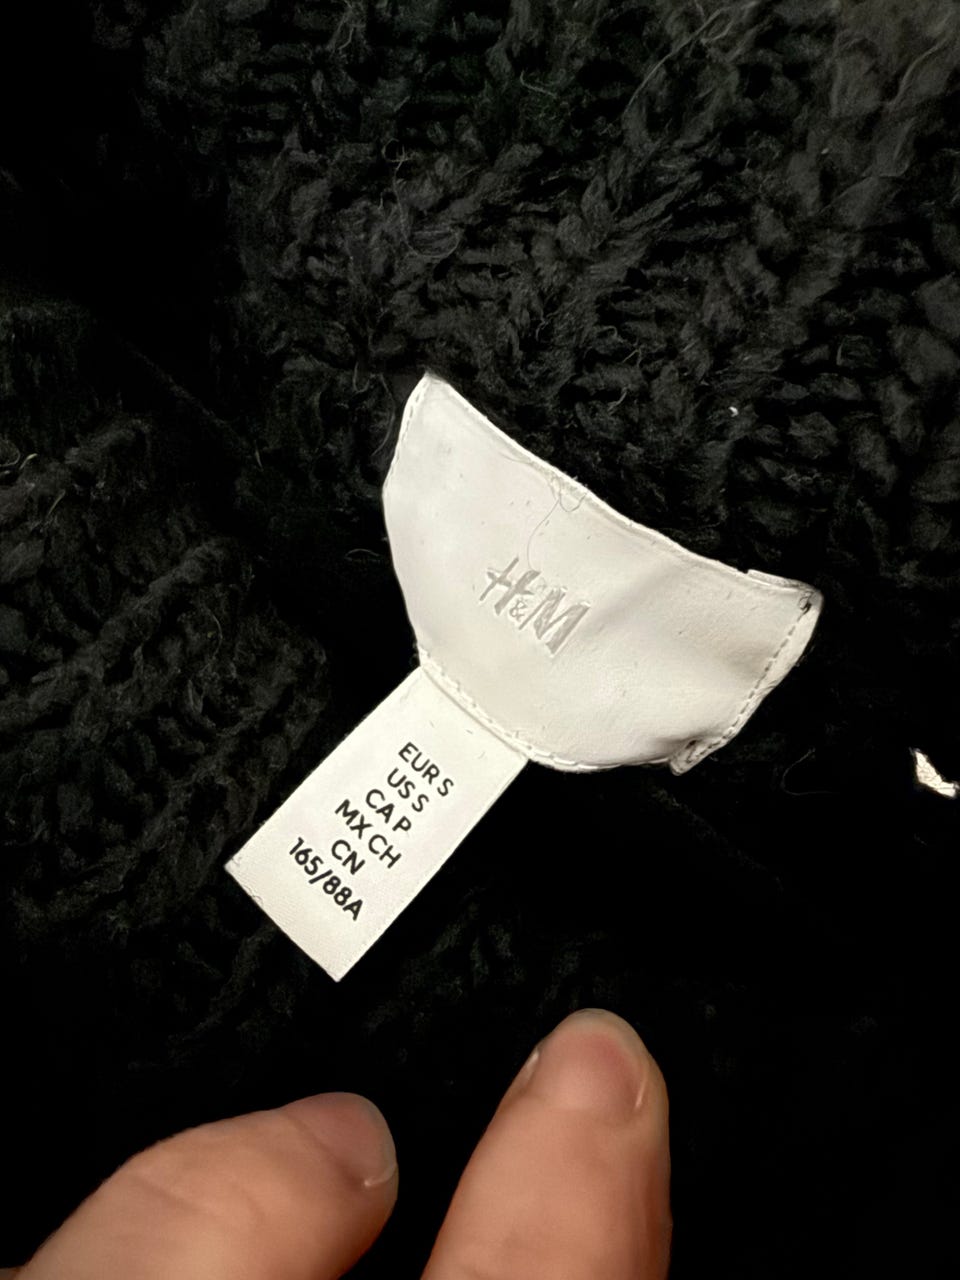 H&M
EUR S
US S
CA P
MX CH
CN
165/88A